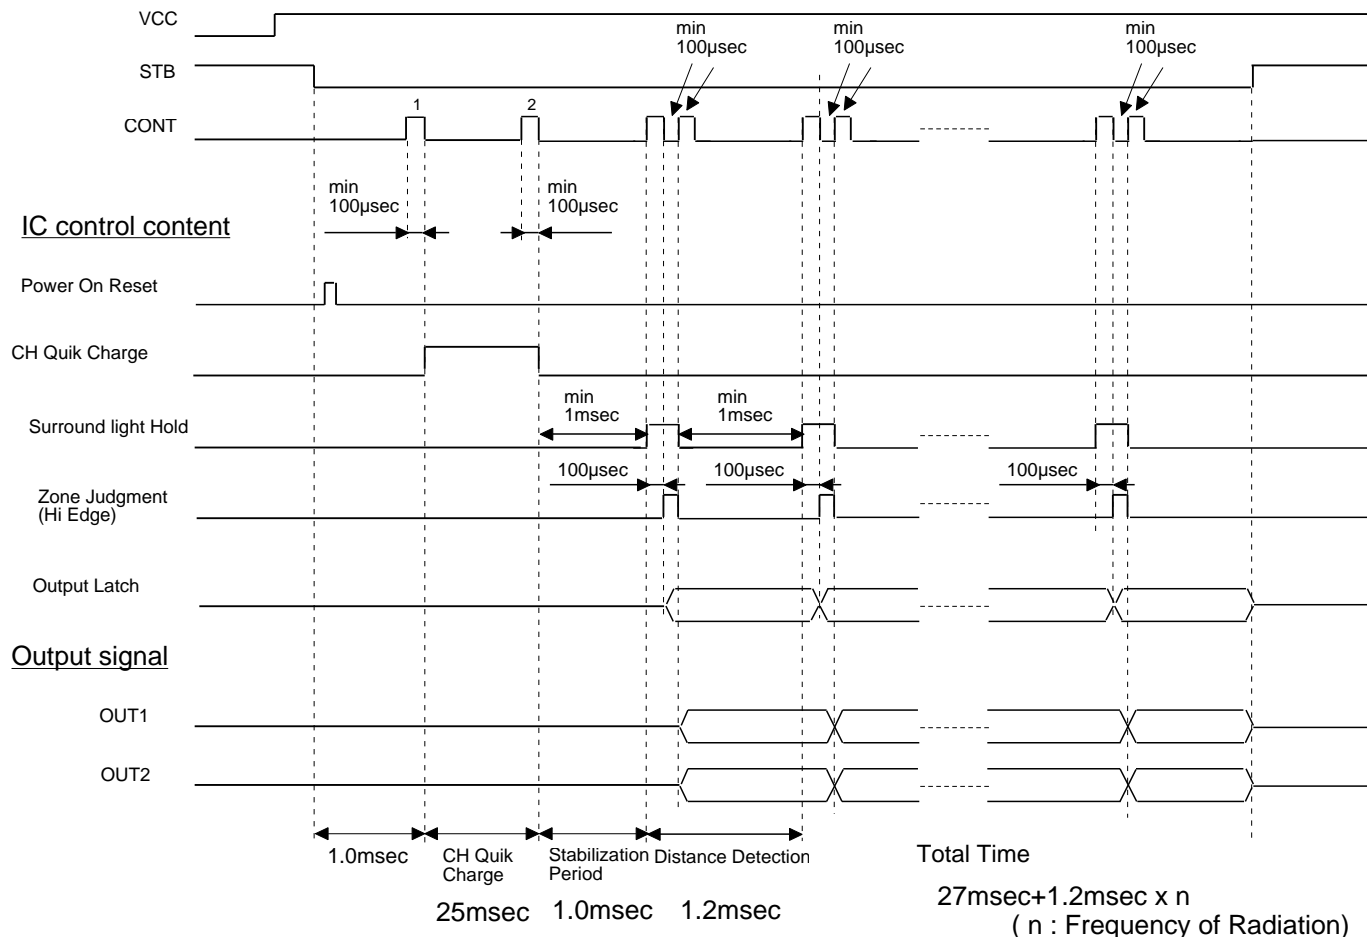 VCC
min
100µsec
min
100µsec
min
100µsec
STB
1
2
CONT
min
100µsec
min
100µsec
IC control content
Power On Reset
CH Quik Charge
min
1msec
min
1msec
Surround light Hold
100µsec
100µsec
100µsec
Zone Judgment
(Hi Edge)
Output Latch
Output signal
OUT1
OUT2
1.0msec
CH Quik
Charge
25msec
Stabilization
Period
1.0msec
Distance Detection
1.2msec
Total Time
27msec+1.2msec x n
( n : Frequency of Radiation)